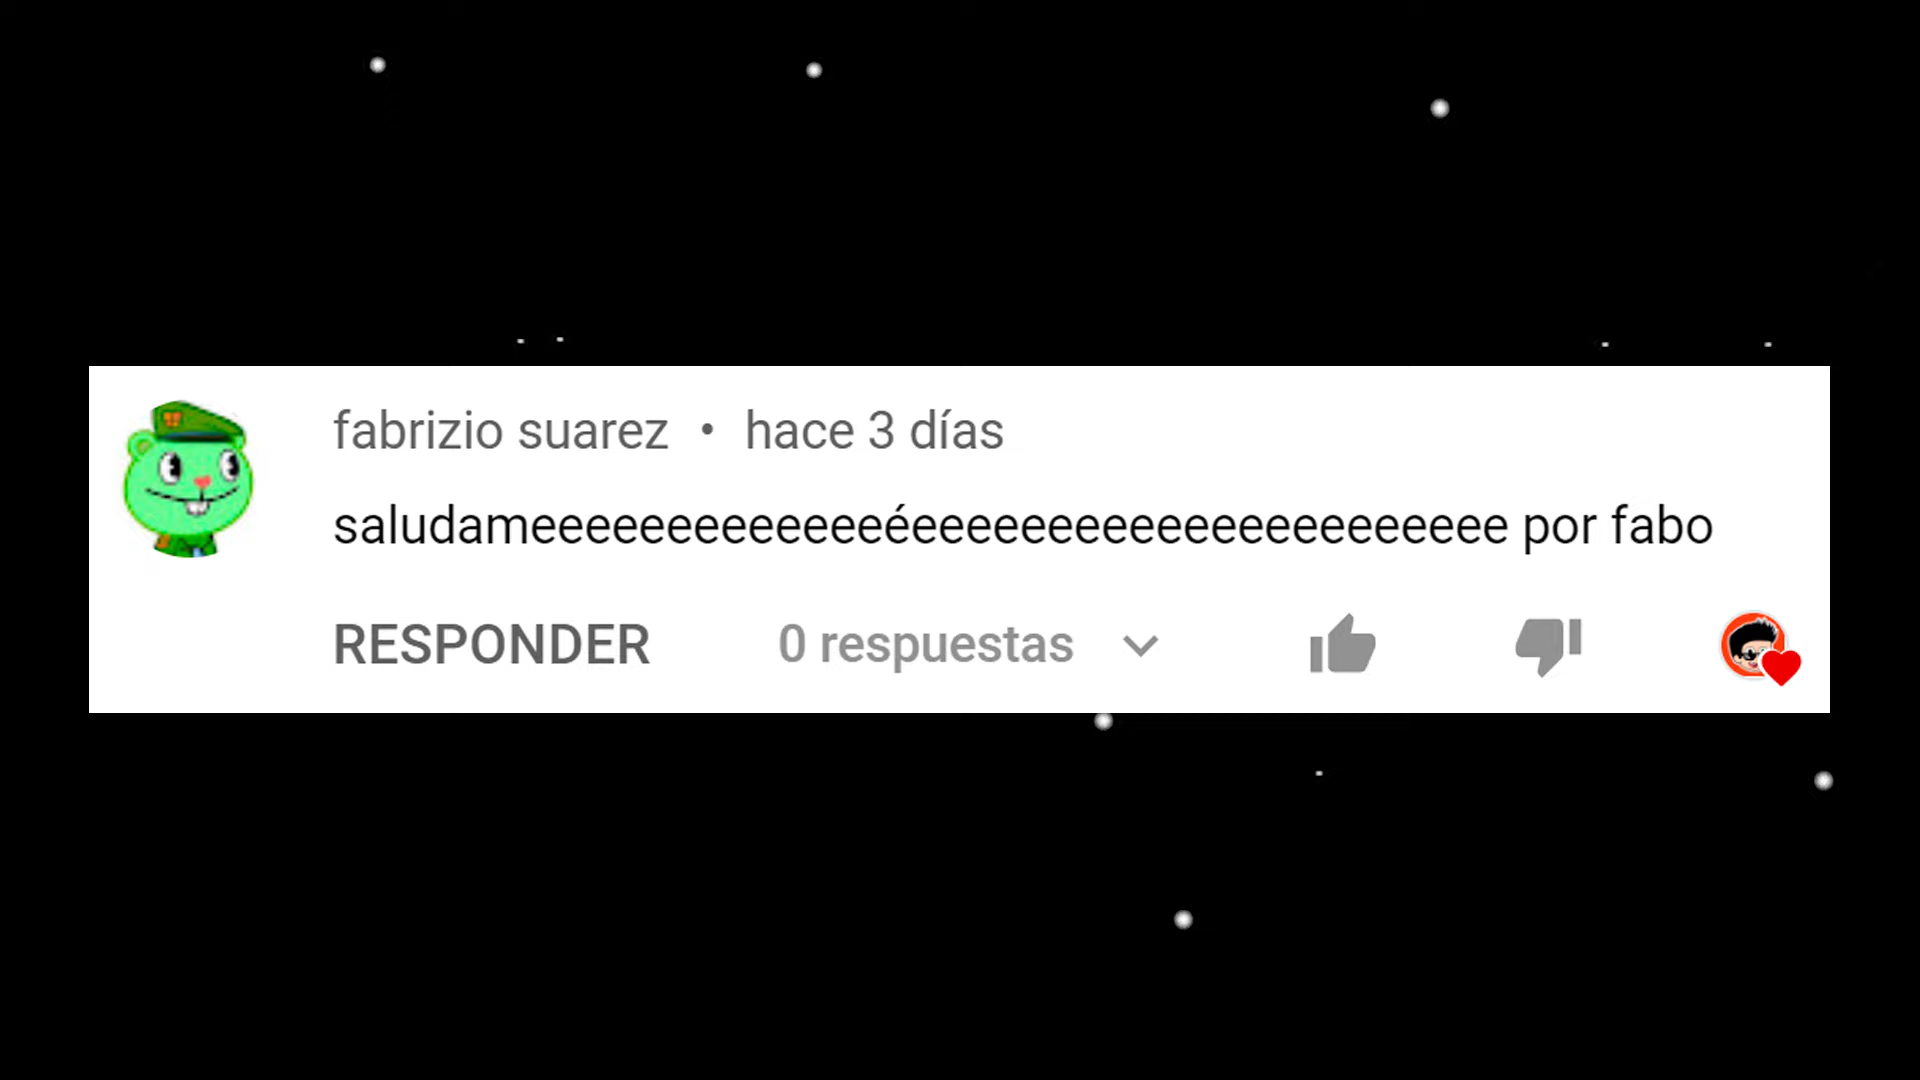 fabrizio suarez • hace 3 días
saludameeeeeeeeeeeeeéeeeeeeeeeeeeeeeeeeeeee por fabo
RESPONDER 0 respuestas